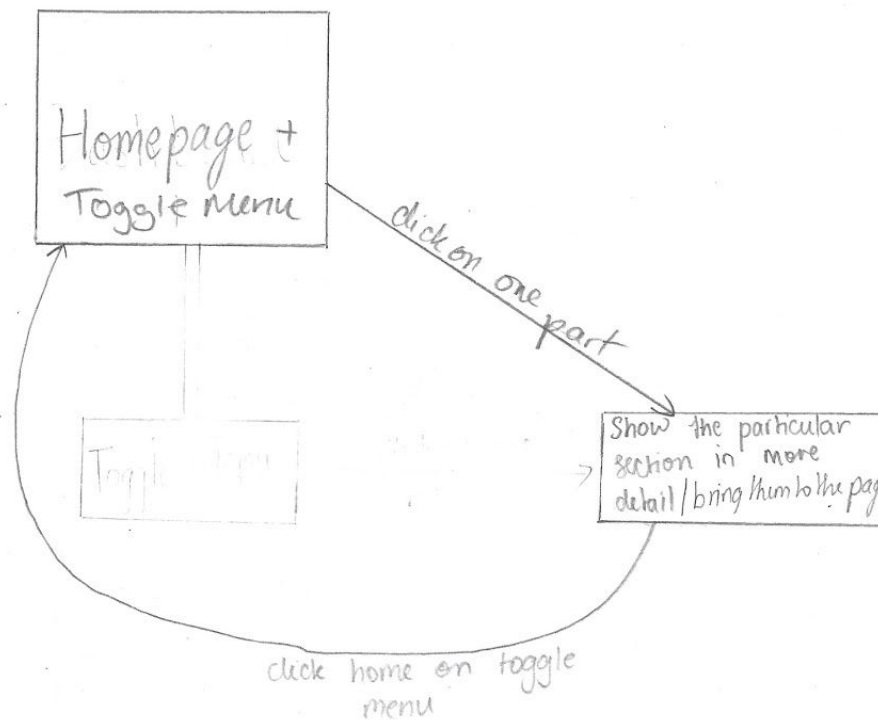 Homepage +
Toggle Menu
click on one
part
Show the particular
section in more
detail / bring them to the
click home on toggle
menu